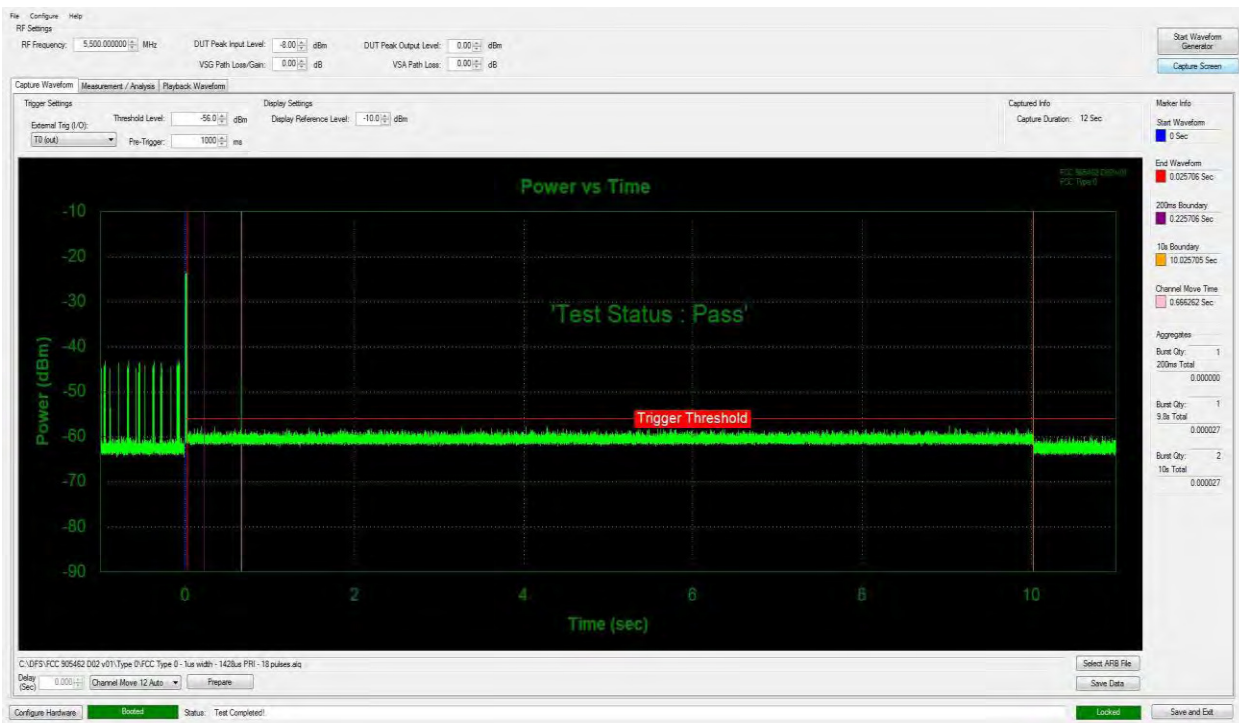 File Configure Help
RF Settings
RF Frequency: 5,500.000000 MHz DUT Peak Input Level: -8.00 dBm DUT Peak Output Level: 0.00 dBm
VSG Path Loss/Gain: 0.00 dB VSA Path Loss: 0.00 dB
Start Waveform
Generator
Capture Screen
Capture Waveform Measurement / Analysis Playback Waveform
Trigger Settings
External Trig (I/O):
T0 (out)
Threshold Level: -56.0 dBm
Pre-Trigger: 1000 ms
Display Settings
Display Reference Level: -10.0 dBm
Captured Info
Capture Duration: 12 Sec
Marker Info
Start Waveform
0 Sec
End Waveform
0.025706 Sec
200ms Boundary
0.225706 Sec
10s Boundary
10.025705 Sec
Channel Move Time
0.666262 Sec
Aggregates
Burst Qty: 1
200ms Total
0.000000
Burst Qty: 1
9.8s Total
0.000027
Burst Qty: 2
10s Total
0.000027
Power vs Time
FCC 905462 D02 v01
FCC Type 0
'Test Status : Pass'
Trigger Threshold
Power (dBm)
-10
-20
-30
-40
-50
-60
-70
-80
-90
0 2 4 6 8 10
Time (sec)
C:\DFS\FCC 905462 D02 v01\Type 0\FCC Type 0 - 1us width - 1428us PRI - 18 pulses.aiq
Select ARB File
Delay
(Sec) 0.000 Channel Move 12 Auto Prepare
Save Data
Configure Hardware Booted Status: Test Completed! Locked Save and Exit